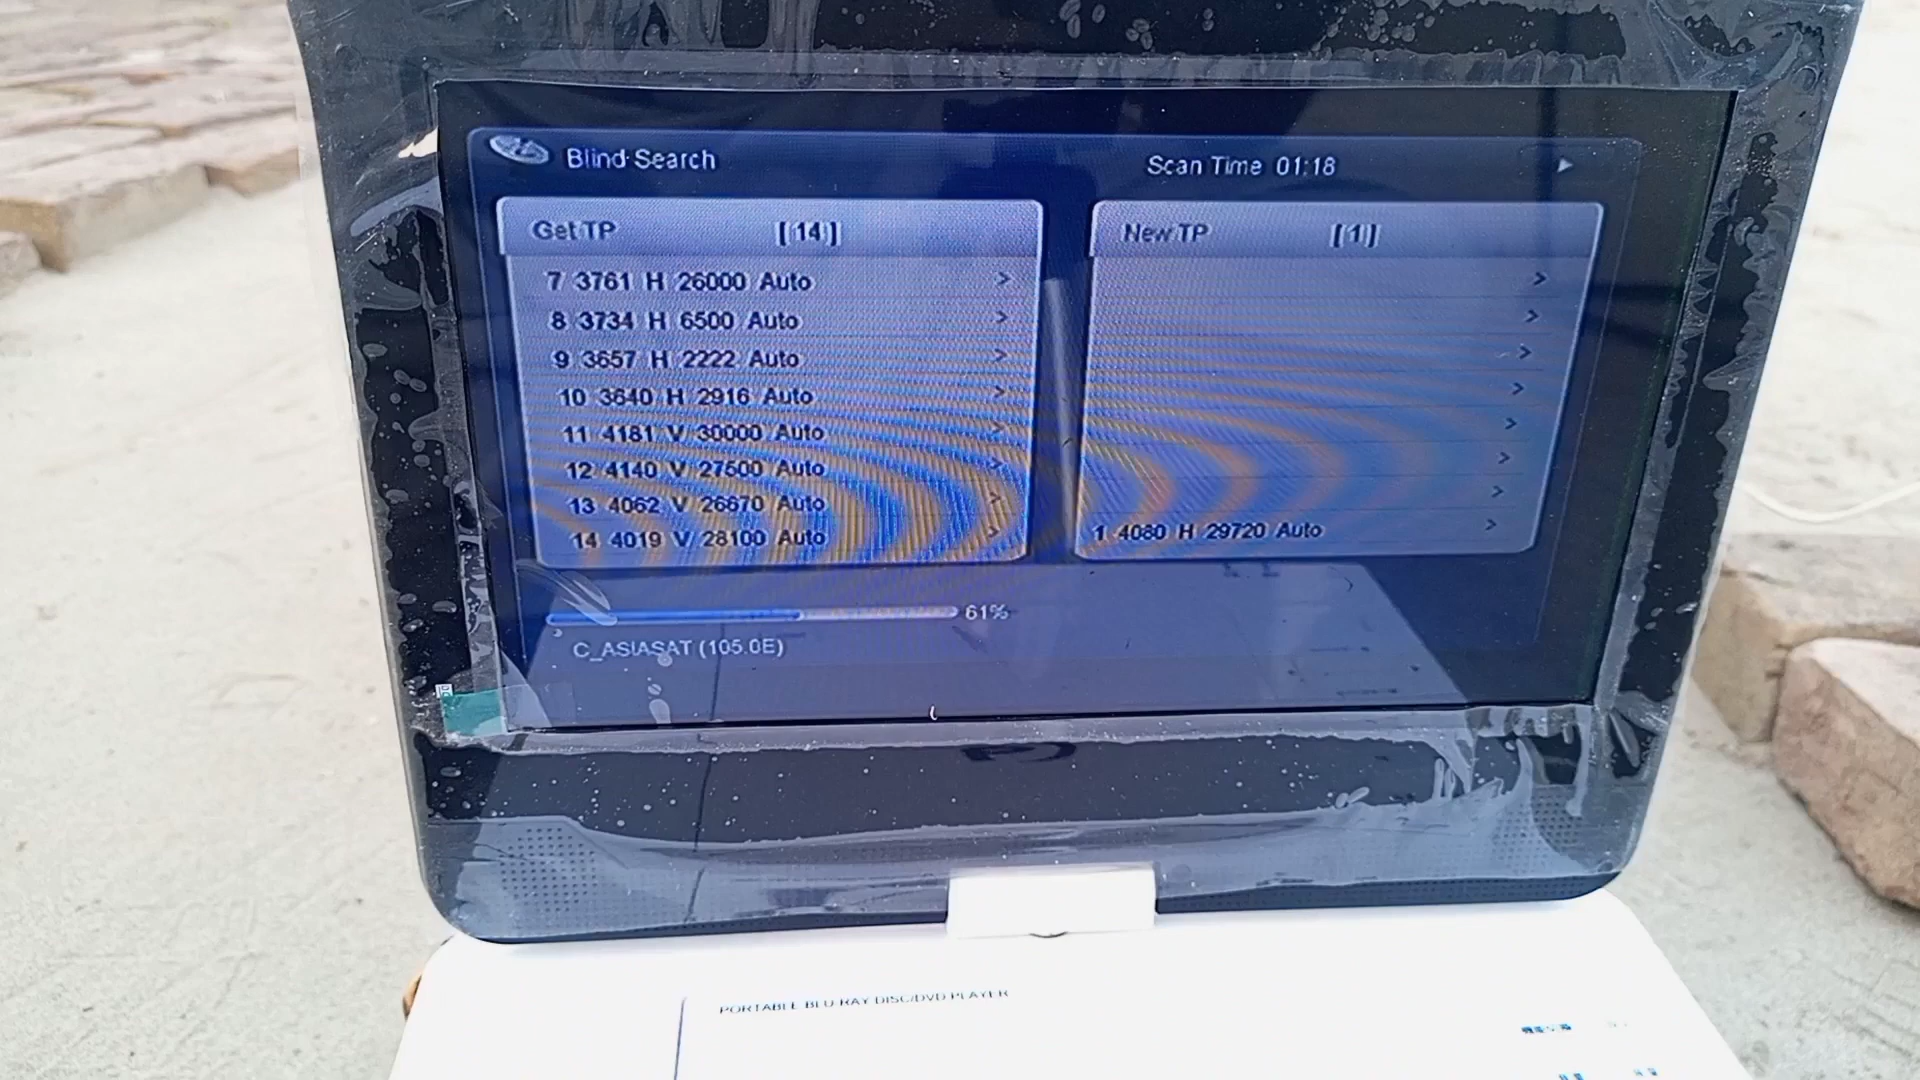 Blind Search
Scan Time 01:18
Get TP [14]
7 3761 H 26000 Auto >
8 3734 H 6500 Auto >
9 3657 H 2222 Auto >
10 3640 H 2916 Auto >
11 4181 V 30000 Auto >
12 4140 V 27500 Auto >
13 4062 V 26670 Auto >
14 4019 V 28100 Auto >
New TP [1]
>
>
>
>
>
>
>
1 4080 H 29720 Auto >
61%
C_ASIASAT (105.0E)
PORTABLE BLU-RAY DISC/DVD PLAYER